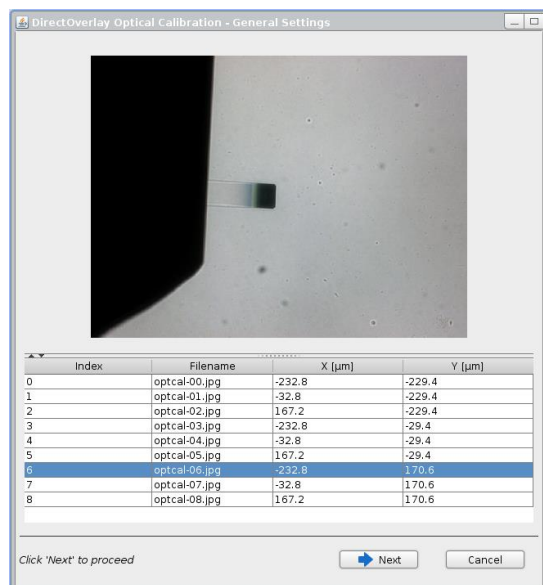 DirectOverlay Optical Calibration - General Settings
Index Filename X [µm] Y [µm]
0 optcal-00.jpg -232.8 -229.4
1 optcal-01.jpg -32.8 -229.4
2 optcal-02.jpg 167.2 -229.4
3 optcal-03.jpg -232.8 -29.4
4 optcal-04.jpg -32.8 -29.4
5 optcal-05.jpg 167.2 -29.4
6 optcal-06.jpg -232.8 170.6
7 optcal-07.jpg -32.8 170.6
8 optcal-08.jpg 167.2 170.6
Click 'Next' to proceed Next Cancel